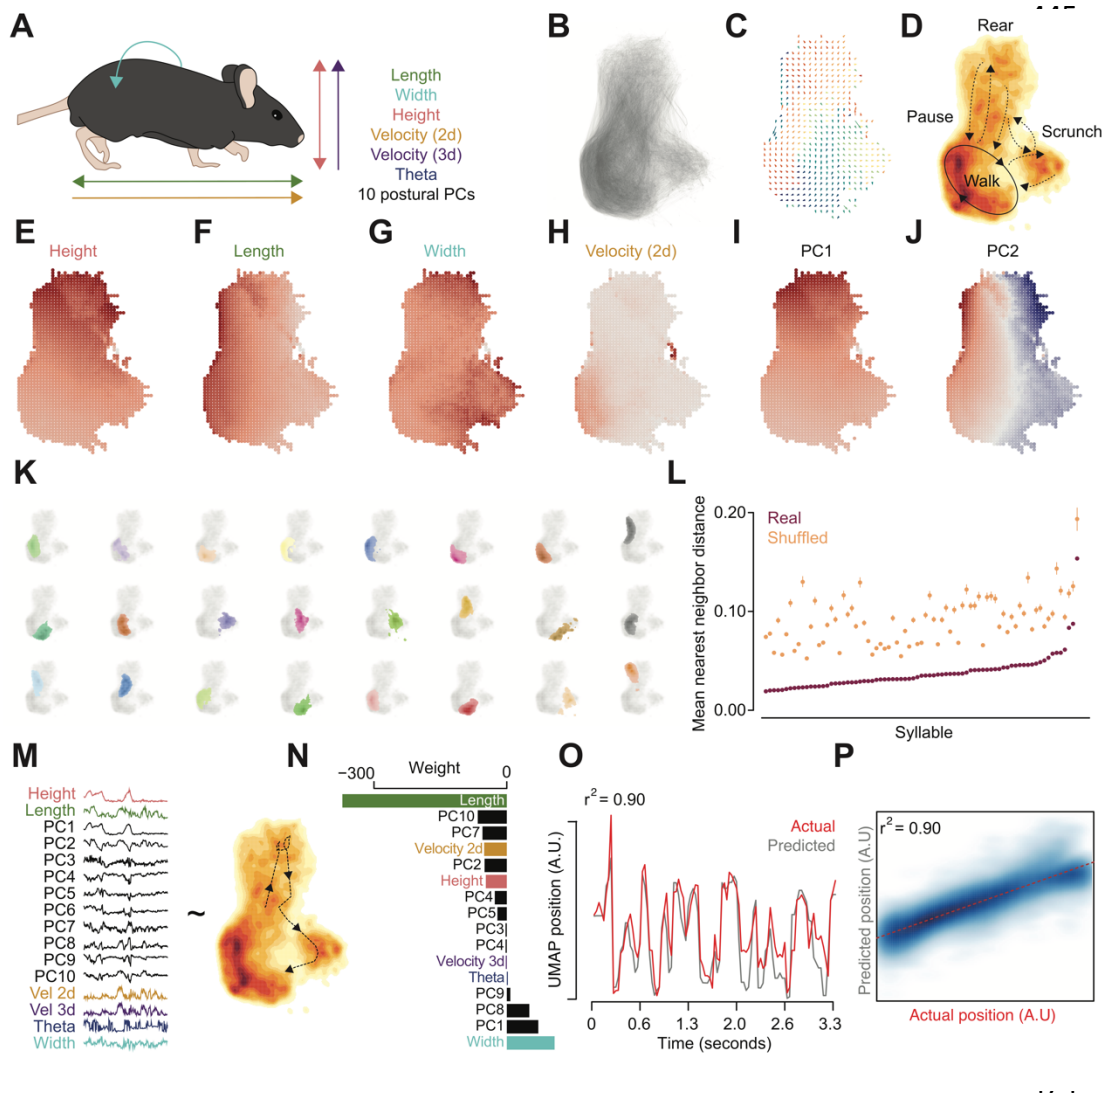 A
B
C
D
Length
Width
Height
Velocity (2d)
Velocity (3d)
Theta
10 postural PCs
Rear
Pause
Scrunch
Walk
E
F
G
H
I
J
Height
Length
Width
Velocity (2d)
PC1
PC2
K
L
Mean nearest neighbor distance
0.20
0.10
0.00
Real
Shuffled
Syllable
M
N
O
P
Height
Length
PC1
PC2
PC3
PC4
PC5
PC6
PC7
PC8
PC9
PC10
Vel 2d
Vel 3d
Theta
Width
~
−300
Weight
0
Length
PC10
PC7
Velocity 2d
PC2
Height
PC4
PC5
PC3
PC4
Velocity 3d
Theta
PC9
PC8
PC1
Width
r² = 0.90
Actual
Predicted
UMAP position (A.U.)
0 0.6 1.3 2.0 2.6 3.3
Time (seconds)
r² = 0.90
Predicted position (A.U)
Actual position (A.U)